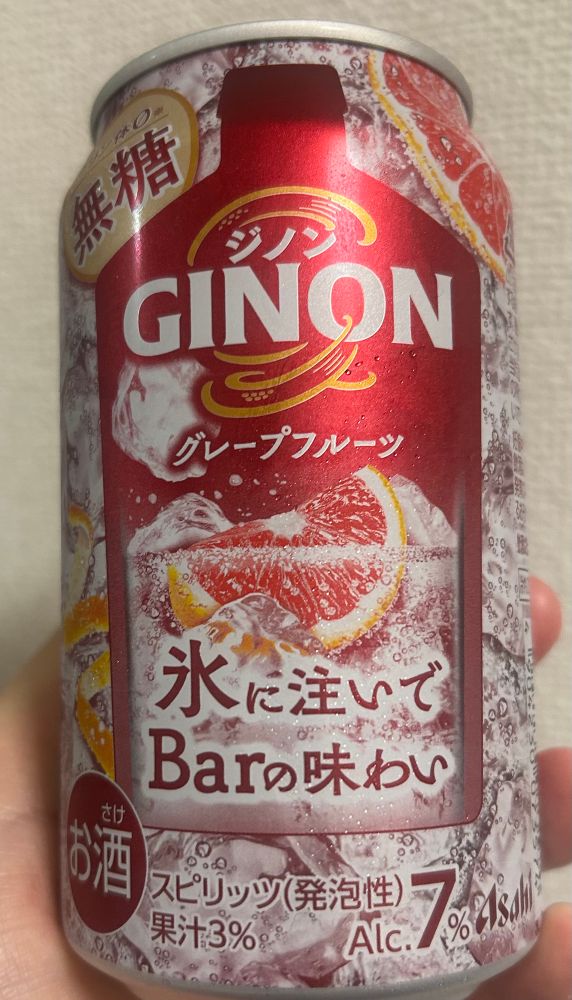 無糖
ジノン
GINON
グレープフルーツ
氷に注いで
Barの味わい
さけ
お酒
スピリッツ(発泡性)
果汁3%
Alc.7%
Asahi